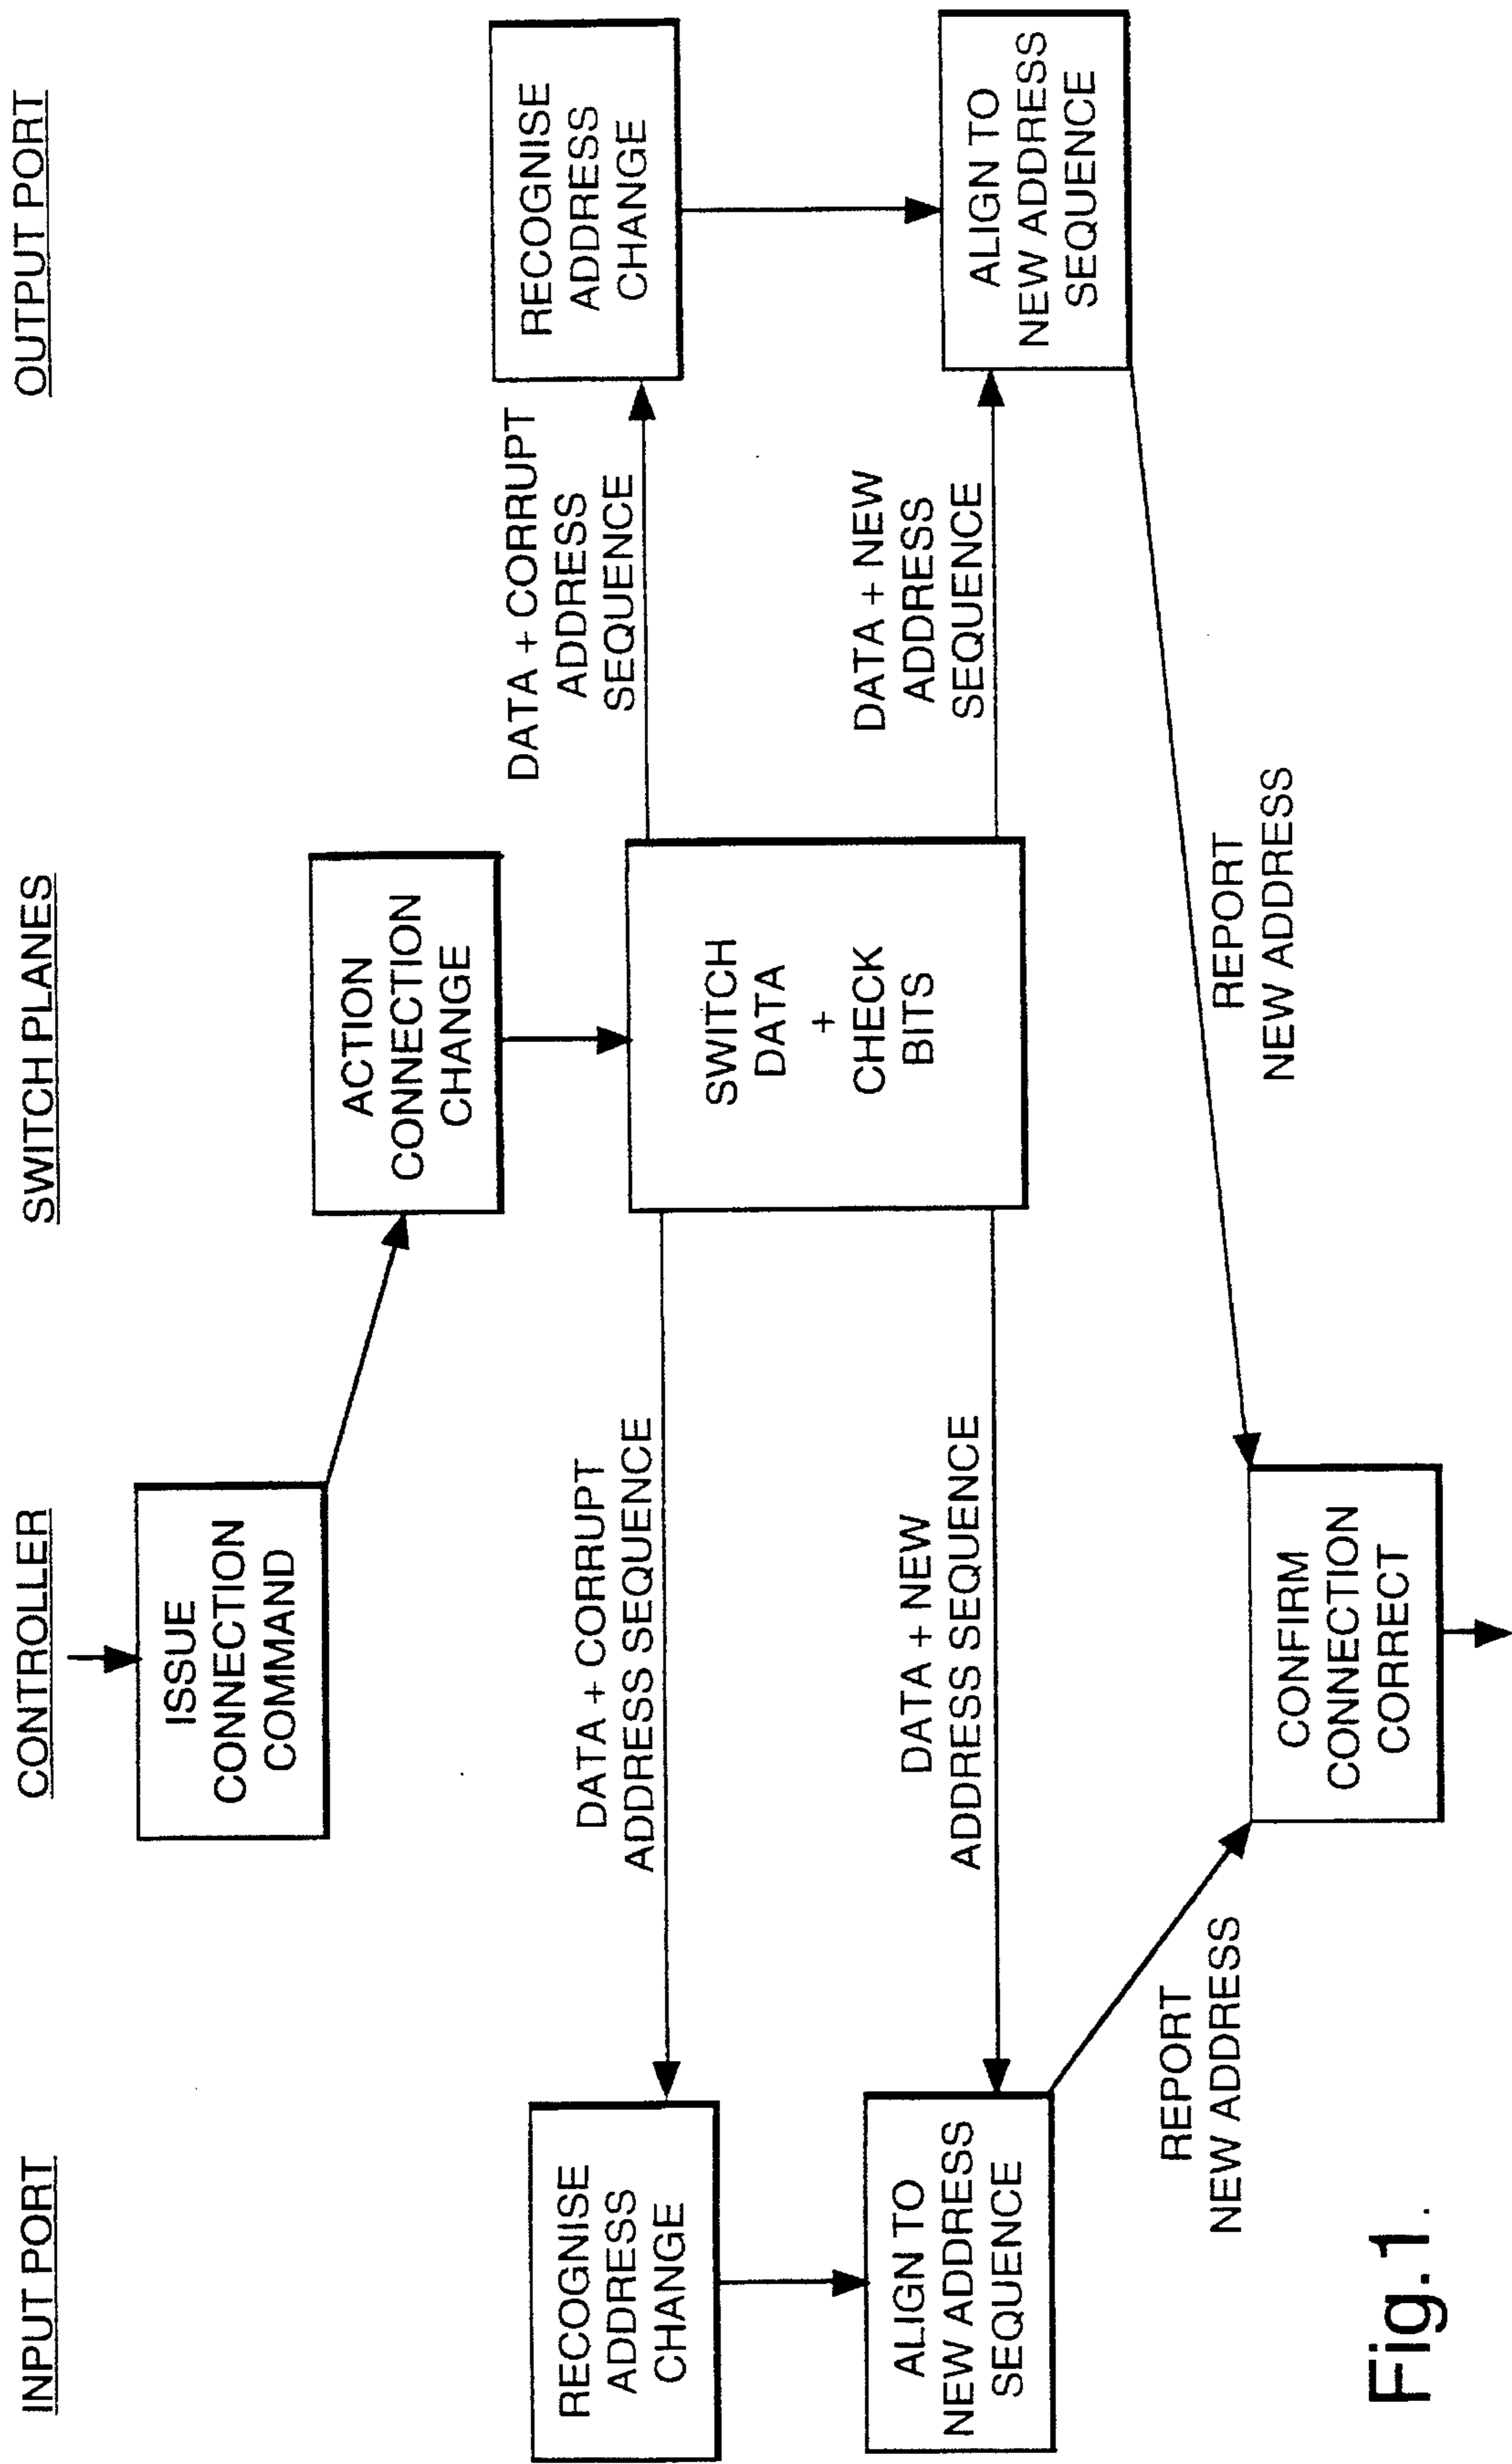 INPUT PORT
CONTROLLER
SWITCH PLANES
OUTPUT PORT
ISSUE
CONNECTION
COMMAND
ACTION
CONNECTION
CHANGE
RECOGNISE
ADDRESS
CHANGE
DATA + CORRUPT
ADDRESS SEQUENCE
SWITCH
DATA
+
CHECK
BITS
DATA + CORRUPT
ADDRESS
SEQUENCE
RECOGNISE
ADDRESS
CHANGE
ALIGN TO
NEW ADDRESS
SEQUENCE
DATA + NEW
ADDRESS SEQUENCE
DATA + NEW
ADDRESS
SEQUENCE
ALIGN TO
NEW ADDRESS
SEQUENCE
REPORT
NEW ADDRESS
CONFIRM
CONNECTION
CORRECT
REPORT
NEW ADDRESS
Fig.1.